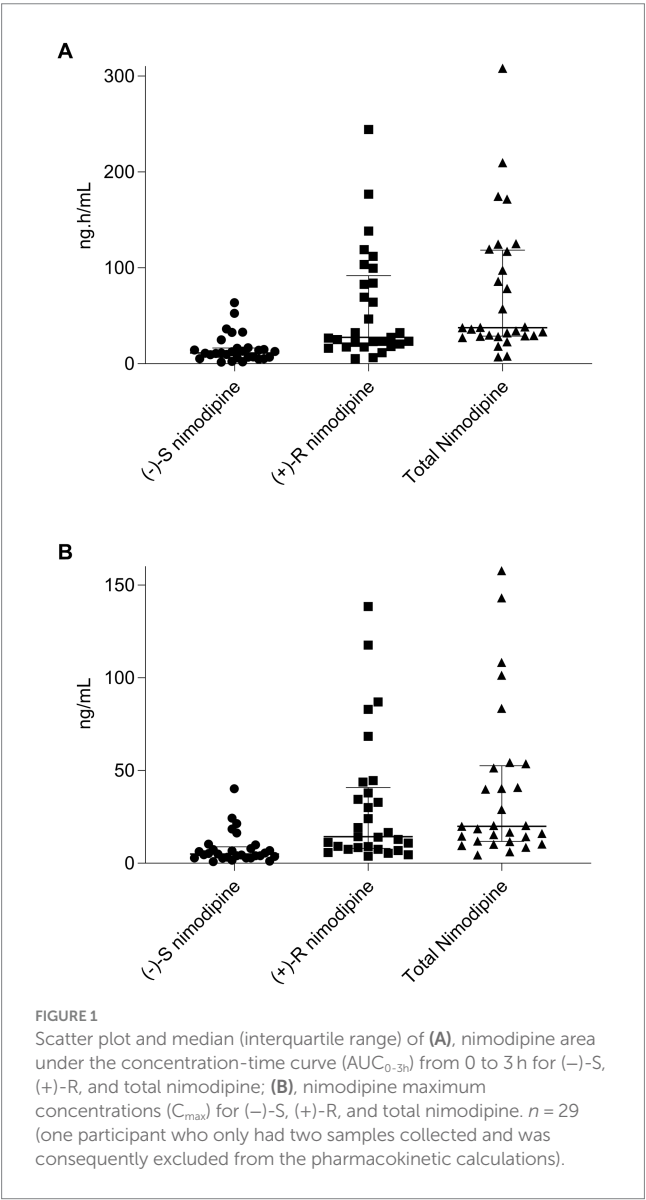 A
300
200
100
0
ng.h/mL
(-)-S nimodipine
(+)-R nimodipine
Total Nimodipine
B
150
100
50
0
ng/mL
(-)-S nimodipine
(+)-R nimodipine
Total Nimodipine
FIGURE 1
Scatter plot and median (interquartile range) of (A), nimodipine area
under the concentration-time curve (AUC₀₋₃ₕ) from 0 to 3 h for (−)-S,
(+)-R, and total nimodipine; (B), nimodipine maximum
concentrations (Cₘₐₓ) for (−)-S, (+)-R, and total nimodipine. n = 29
(one participant who only had two samples collected and was
consequently excluded from the pharmacokinetic calculations).